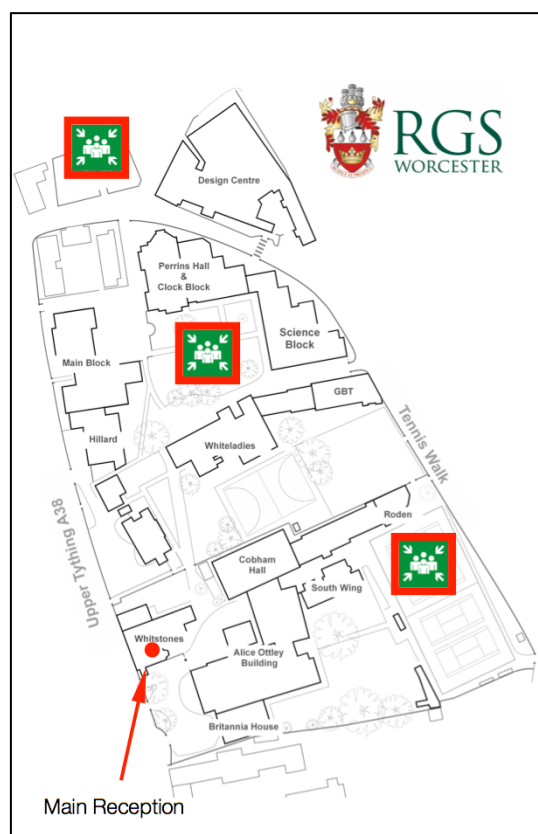 RGS
WORCESTER
Design Centre
Perrins Hall
&
Clock Block
Science
Block
Main Block
GBT
Hillard
Whiteladies
Tennis Walk
Upper Tything A38
Roden
Cobham
Hall
South Wing
Whitstones
Alice Ottley
Building
Britannia House
Main Reception